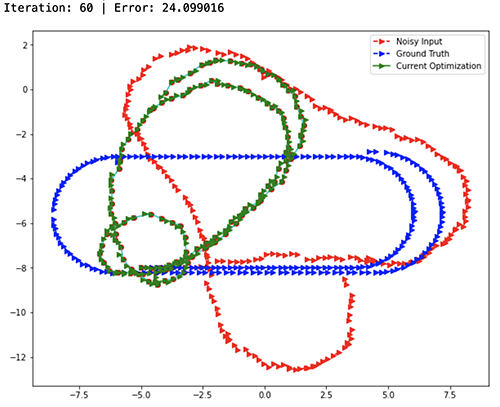 Iteration: 60 | Error: 24.099016
Noisy Input
Ground Truth
Current Optimization
2
0
−2
−4
−6
−8
−10
−12
−7.5 −5.0 −2.5 0.0 2.5 5.0 7.5